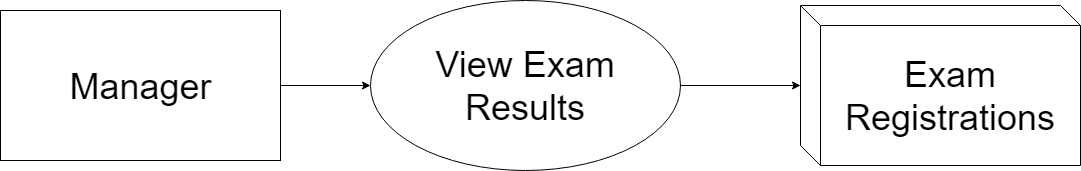 Manager
View Exam
Results
Exam
Registrations